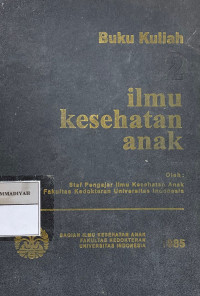 Buku Kuliah
ilmu
kesehatan
anak
Oleh :
Staf Pengajar Ilmu Kesehatan Anak
Fakultas Kedokteran Universitas Indonesia
MMADIYAH
BAGIAN ILMU KESEHATAN ANAK
FAKULTAS KEDOKTERAN
UNIVERSITAS INDONESIA